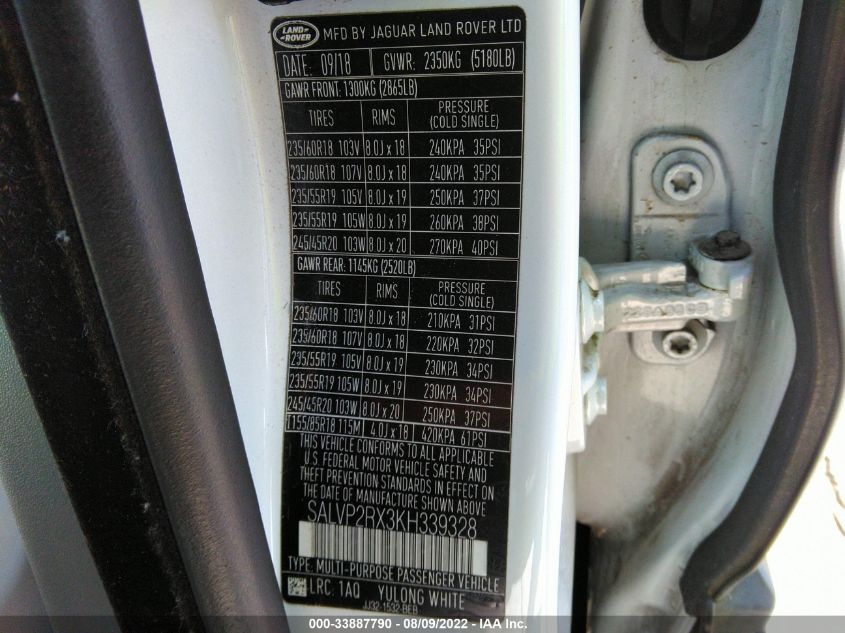 LAND ROVER MFD BY JAGUAR LAND ROVER LTD
DATE: 09/18 GVWR: 2350KG (5180LB)
GAWR FRONT: 1300KG (2865LB)
TIRES RIMS PRESSURE (COLD SINGLE)
235/60R18 103V 8.0J x 18 240KPA 35PSI
235/60R18 107V 8.0J x 18 240KPA 35PSI
235/55R19 105V 8.0J x 19 250KPA 37PSI
235/55R19 105W 8.0J x 19 260KPA 38PSI
245/45R20 103W 8.0J x 20 270KPA 40PSI
GAWR REAR: 1145KG (2520LB)
TIRES RIMS PRESSURE (COLD SINGLE)
235/60R18 103V 8.0J x 18 210KPA 31PSI
235/60R18 107V 8.0J x 18 220KPA 32PSI
235/55R19 105V 8.0J x 19 230KPA 34PSI
235/55R19 105W 8.0J x 19 230KPA 34PSI
245/45R20 103W 8.0J x 20 250KPA 37PSI
T155/85R18 115M 4.0J x 18 420KPA 61PSI
THIS VEHICLE CONFORMS TO ALL APPLICABLE
U.S. FEDERAL MOTOR VEHICLE SAFETY AND
THEFT PREVENTION STANDARDS IN EFFECT
ON THE DATE OF MANUFACTURE SHOWN ABOVE
SALVP2RX3KH339328
TYPE: MULTI-PURPOSE PASSENGER VEHICLE
LRC: 1AQ YULONG WHITE
JJ32-1532-BEB
000-33887790 - 08/09/2022 - IAA Inc.